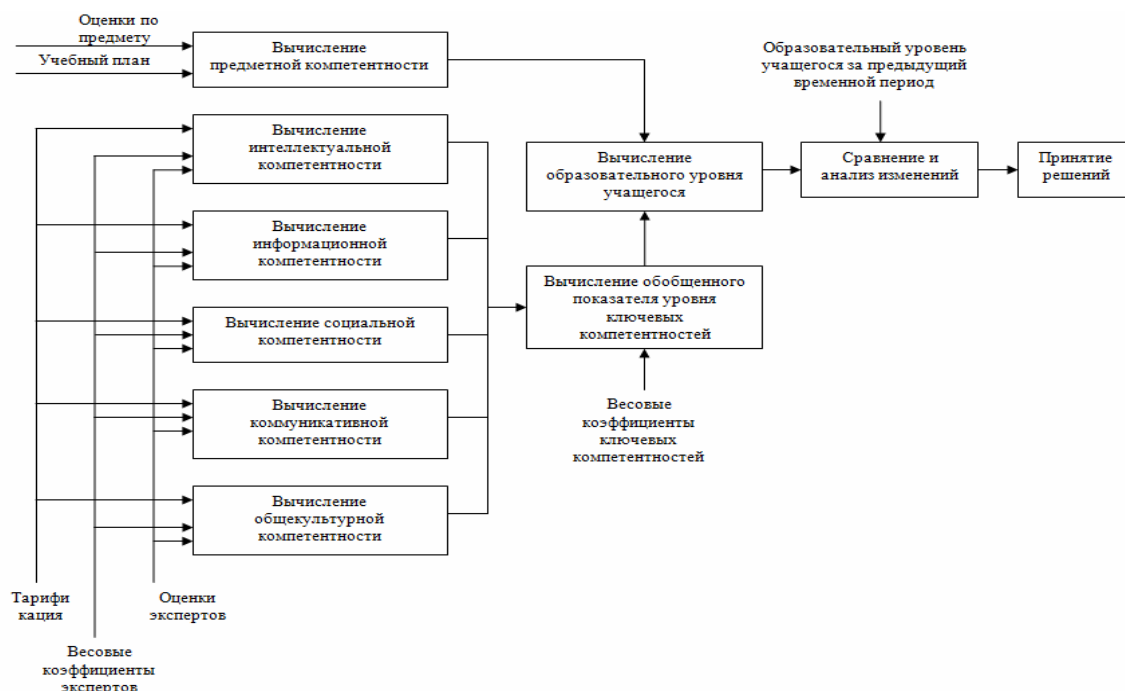 Оценки по
предмету
Учебный план
Вычисление
предметной компетентности
Образовательный уровень
учащегося за предыдущий
временной период
Вычисление
интеллектуальной
компетентности
Вычисление
образовательного уровня
учащегося
Сравнение и
анализ изменений
Принятие
решений
Вычисление
информационной
компетентности
Вычисление обобщенного
показателя уровня
ключевых
компетентностей
Вычисление социальной
компетентности
Вычисление
коммуникативной
компетентности
Весовые
коэффициенты
ключевых
компетентностей
Вычисление
общекультурной
компетентности
Тарифи
кация
Оценки
экспертов
Весовые
коэффициенты
экспертов